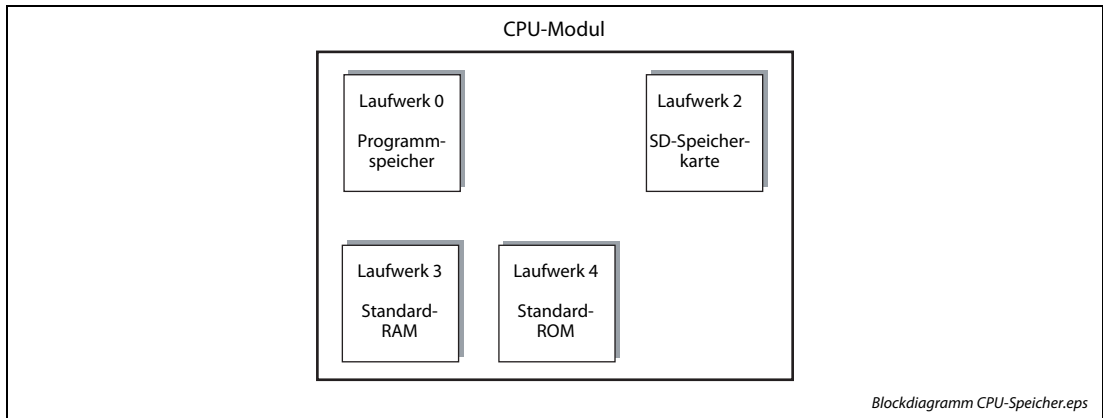 CPU-Modul
Laufwerk 0
Programm-
speicher
Laufwerk 2
SD-Speicher-
karte
Laufwerk 3
Standard-
RAM
Laufwerk 4
Standard-
ROM
Blockdiagramm CPU-Speicher.eps